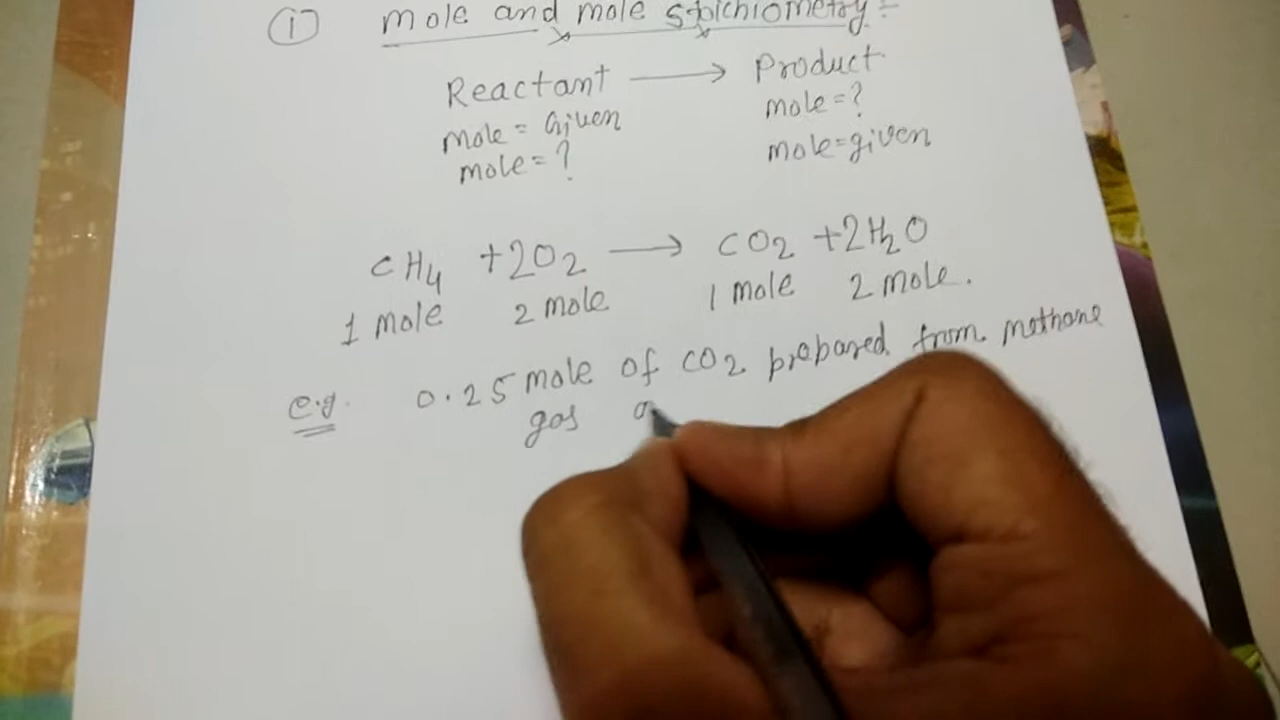 ① mole and mole stoichiometry :-
Reactant ⟶ Product
mole = Given mole = ?
mole = ? mole = given
CH4 + 2O2 ⟶ CO2 + 2H2O
1 mole 2 mole 1 mole 2 mole.
e.g. 0.25 mole of CO2 prepared from methane
gas